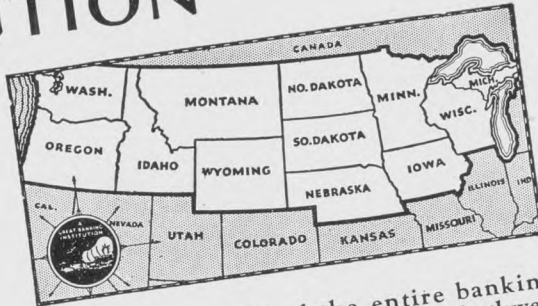 CANADA
WASH.
MONTANA
NO. DAKOTA
MINN.
MICH.
WISC.
OREGON
IDAHO
WYOMING
SO. DAKOTA
IOWA
NEBRASKA
CAL.
NEVADA
UTAH
COLORADO
KANSAS
MISSOURI
ILLINOIS
IND
A
GREAT BANKING
INSTITUTION
the entire bankin